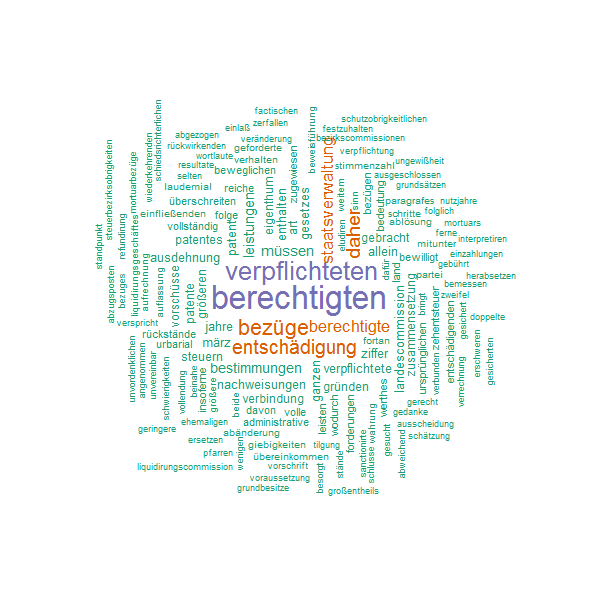 factischen
zerfallen
schutzobrigkeitlichen
einlaß
festzuhalten
abgezogen
veränderung
bezirkscommissionen
rückwirkenden
geforderte
verpflichtung
wortlaute
verhalten
stimmenzahl
ungewißheit
resultate
beweglichen
ausgeschlossen
selten
grundsätzen
laudemial
reiche
bezügen
überschreiten
paragrafes
nutzjahre
einfließenden
folge
schritte
folglich
vollständig
ablösung
mortuars
patentes
gebracht
ferne
mitunter
interpretiren
ausdehnung
müssen
allein
bewilligt
einzahlungen
gebührt
verpflichteten
partei
herabsetzen
bemessen
berechtigten
zweifel
verspricht
jahre
bezüge
berechtigte
doppelte
rückstände
entschädigung
fortan
urbarial
märz
ziffer
steuern
bestimmungen
verpflichtete
nachweisungen
gründen
verbindung
gerecht
davon
volle
gedanke
ehemaligen
administrative
ausscheidung
geringere
abänderung
schätzung
ersetzen
giebigkeiten
tilgung
pfarren
übereinkommen
liquidirungscommission
vorschrift
voraussetzung
grundbesitze
großentheils
standpunkt
steuerbezirksobrigkeiten
abzugsposten
refundirung
bezuges
mortuarbezüge
liquidirungsgeschäftes
aufrechnung
wiederkehrenden
schiedsrichterlichen
auflassung
vorschüsse
patente
größeren
patent
leistungen
eigenthum
enthalten
art
zugewiesen
gesetzes
beweisführung
staatsverwaltung
eludiren
weitem
sinn
daher
bedeutung
dafür
land
landescommission
zusammensetzung
bringt
ursprünglichen
zehentsteuer
verbunden
entschädigenden
gesichert
verrechnung
erschweren
gesicherten
unvordenklichen
angenommen
unvereinbar
schwierigkeiten
vollendung
beinahe
insoferne
größere
beide
wenigen
ganzen
leisten
besorgt
wodurch
stände
forderungen
sanctionirte
schlusse
wahrung
werthes
gesucht
abweichend